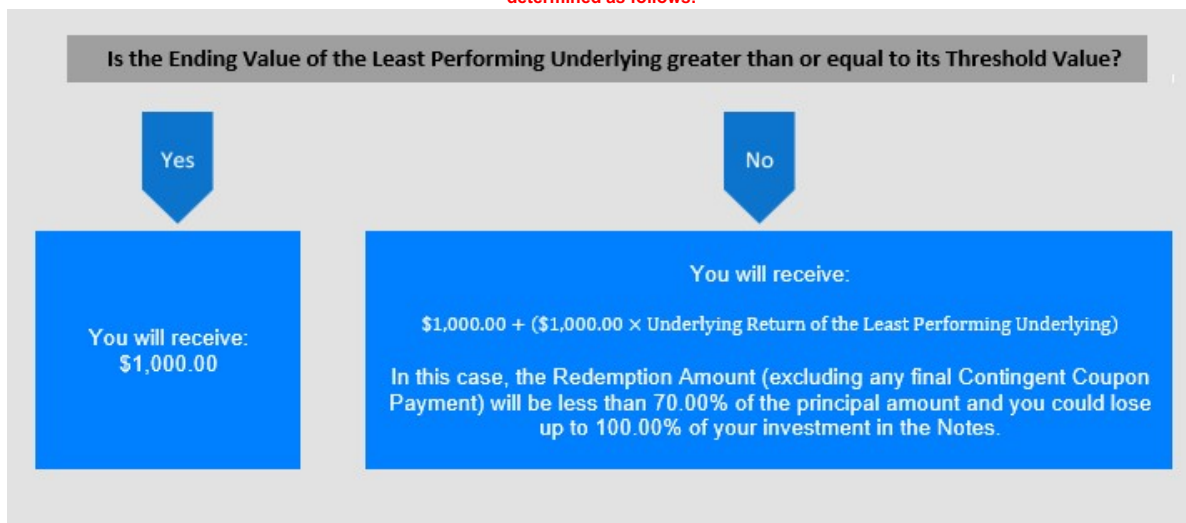 determined as follows:
Is the Ending Value of the Least Performing Underlying greater than or equal to its Threshold Value?
Yes
No
You will receive:
$1,000.00
You will receive:
$1,000.00 + ($1,000.00 × Underlying Return of the Least Performing Underlying)
In this case, the Redemption Amount (excluding any final Contingent Coupon
Payment) will be less than 70.00% of the principal amount and you could lose
up to 100.00% of your investment in the Notes.